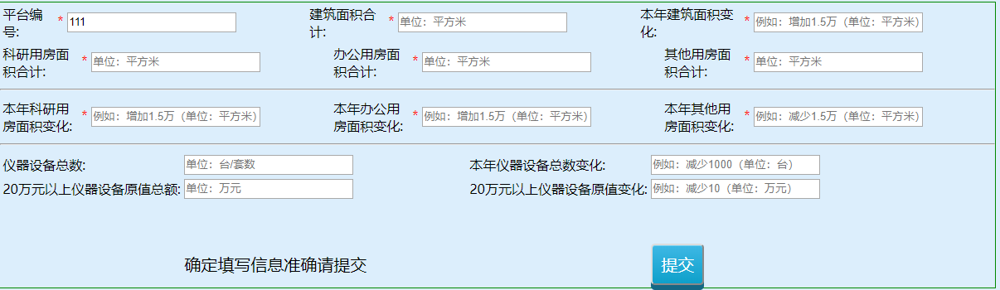 平台编号: * 111 建筑面积合计: * 单位：平方米 本年建筑面积变化: * 例如：增加1.5万（单位：平方米）
科研用房面积合计: * 单位：平方米 办公用房面积合计: * 单位：平方米 其他用房面积合计: * 单位：平方米
本年科研用房面积变化: * 例如：增加1.5万（单位：平方米） 本年办公用房面积变化: * 例如：增加1.5万（单位：平方米） 本年其他用房面积变化: * 例如：减少1.5万（单位：平方米）
仪器设备总数: 单位：台/套数 本年仪器设备总数变化: 例如：减少1000（单位：台）
20万元以上仪器设备原值总额: 单位：万元 20万元以上仪器设备原值变化: 例如：减少10（单位：万元）
确定填写信息准确请提交 提交